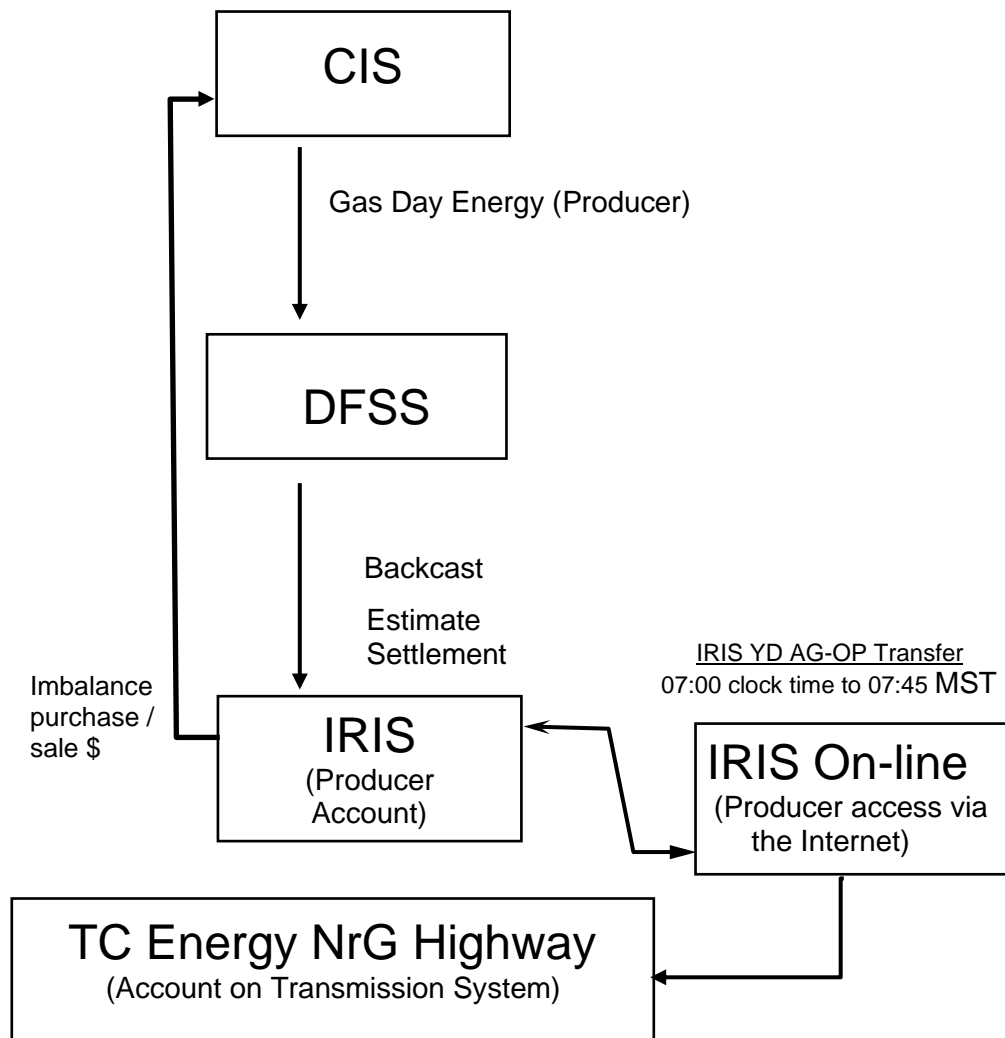 CIS
Gas Day Energy (Producer)
DFSS
Backcast
Estimate
Settlement
IRIS YD AG-OP Transfer
07:00 clock time to 07:45 MST
Imbalance
purchase /
sale $
IRIS
(Producer
Account)
IRIS On-line
(Producer access via
the Internet)
TC Energy NrG Highway
(Account on Transmission System)